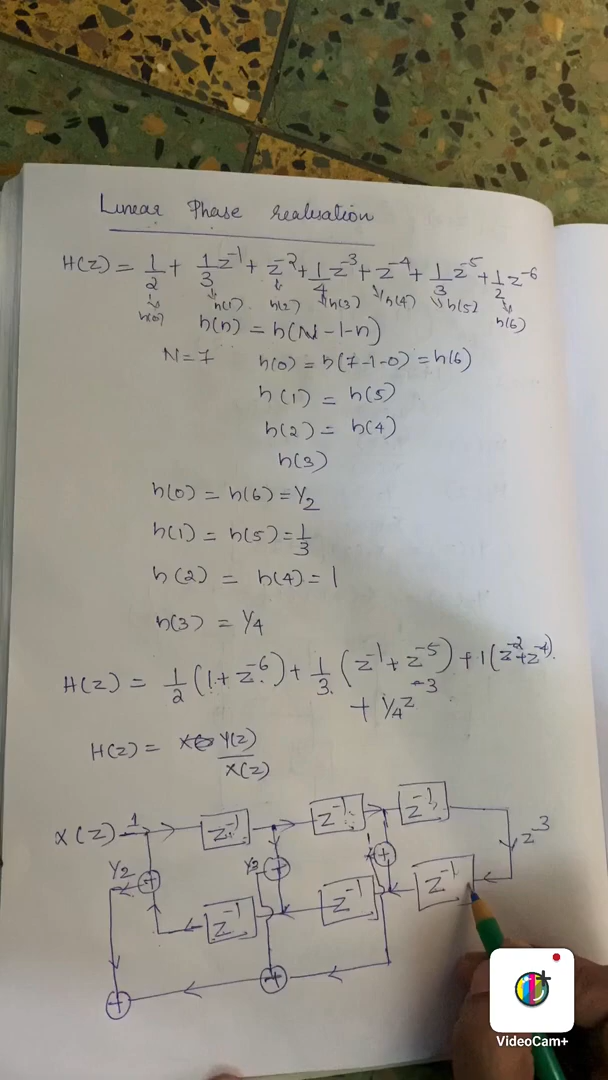 Linear Phase realisation
H(z) = 1/2 + 1/3 z^-1 + z^-2 + 1/4 z^-3 + z^-4 + 1/3 z^-5 + 1/2 z^-6
h(0) h(1) h(2) h(3) h(4) h(5) h(6)
h(n) = h(N-1-n)
N=7 h(0) = h(7-1-0) = h(6)
h(1) = h(5)
h(2) = h(4)
h(3)
h(0) = h(6) = 1/2
h(1) = h(5) = 1/3
h(2) = h(4) = 1
h(3) = 1/4
H(z) = 1/2 (1 + z^-6) + 1/3 (z^-1 + z^-5) + 1 (z^-2 + z^-4)
+ 1/4 z^-3
H(z) = Y(z)/X(z)
X(z) 1 z^-1 z^-1 z^-1 z^-3
1/2 + 1/3 + 1 +
z^-1 z^-1 z^-1
+ +
VideoCam+